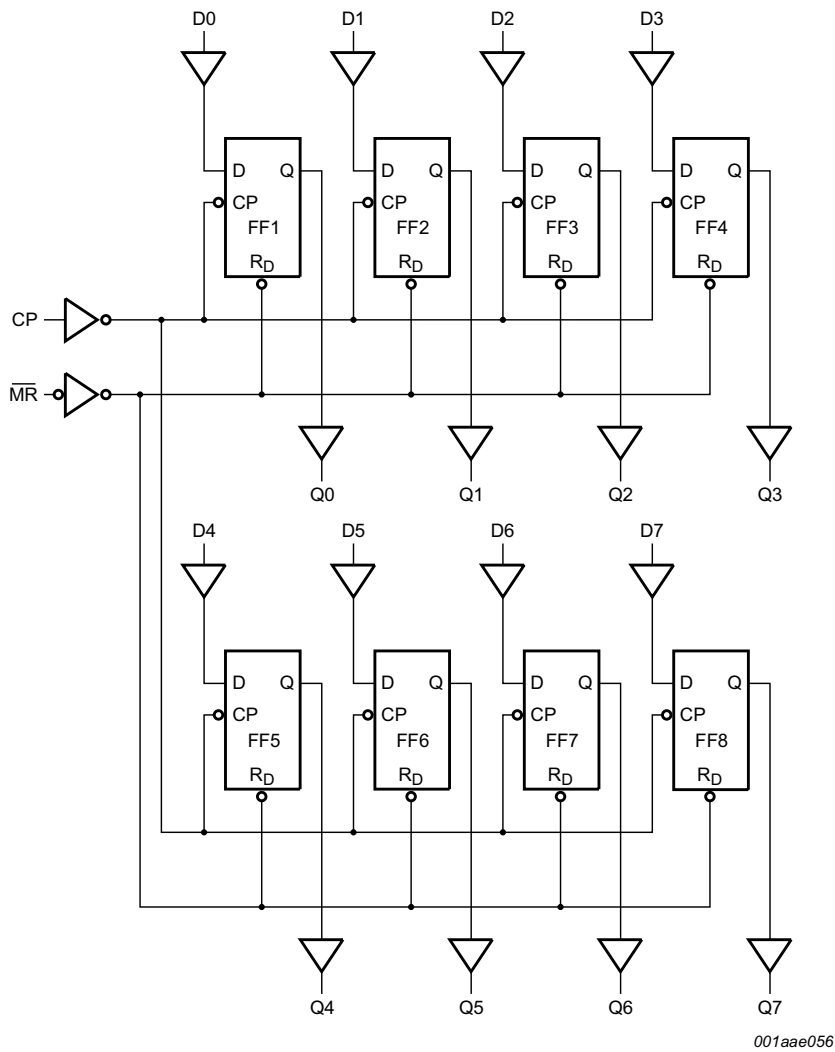 D0 D1 D2 D3
D Q D Q D Q D Q
CP CP CP CP
FF1 FF2 FF3 FF4
RD RD RD RD
CP
M̅R̅
Q0 Q1 Q2 Q3
D4 D5 D6 D7
D Q D Q D Q D Q
CP CP CP CP
FF5 FF6 FF7 FF8
RD RD RD RD
Q4 Q5 Q6 Q7
001aae056